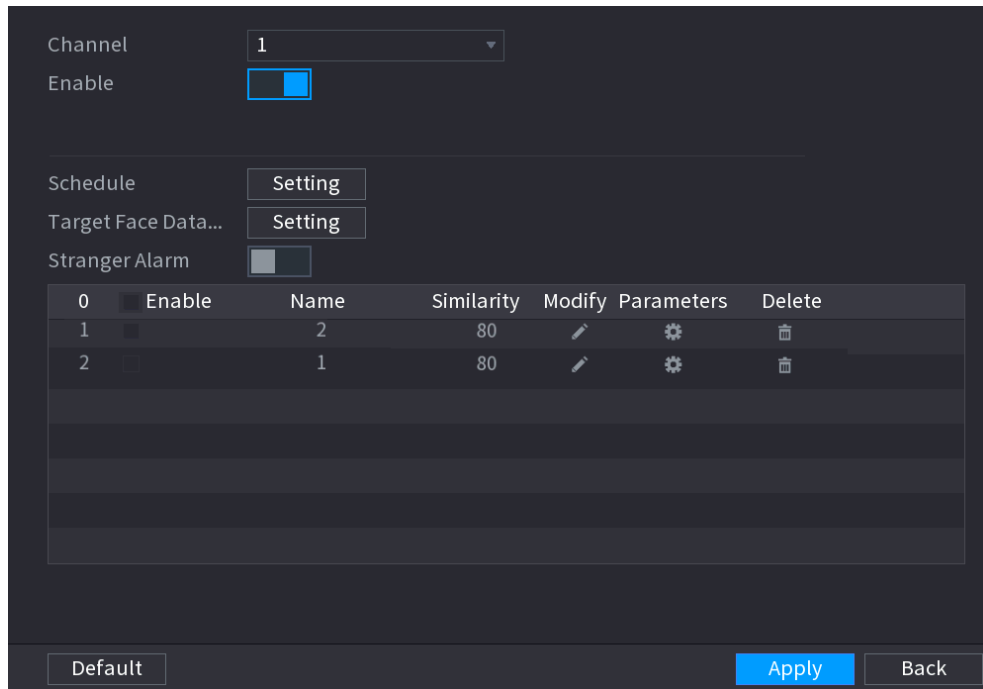 Channel 1
Enable
Schedule Setting
Target Face Data... Setting
Stranger Alarm
0 Enable Name Similarity Modify Parameters Delete
1 2 80
2 1 80
Default Apply Back